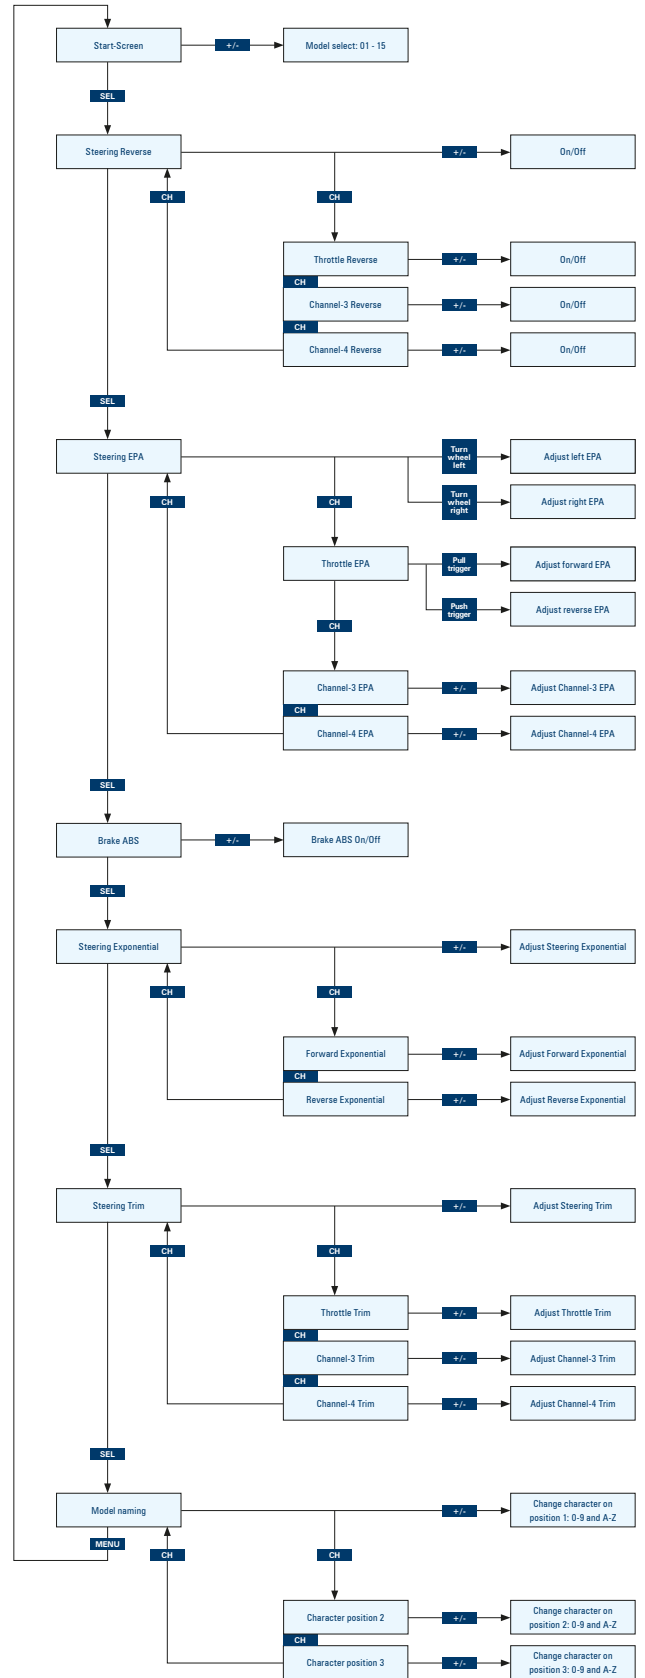 Start-Screen
+/-
Model select: 01 - 15
SEL
Steering Reverse
+/-
On/Off
CH
CH
Throttle Reverse
+/-
On/Off
CH
Channel-3 Reverse
+/-
On/Off
CH
Channel-4 Reverse
+/-
On/Off
SEL
Steering EPA
Turn
wheel
left
Adjust left EPA
CH
CH
Turn
wheel
right
Adjust right EPA
Throttle EPA
Pull
trigger
Adjust forward EPA
Push
trigger
Adjust reverse EPA
CH
Channel-3 EPA
+/-
Adjust Channel-3 EPA
CH
Channel-4 EPA
+/-
Adjust Channel-4 EPA
SEL
Brake ABS
+/-
Brake ABS On/Off
SEL
Steering Exponential
+/-
Adjust Steering Exponential
CH
CH
Forward Exponential
+/-
Adjust Forward Exponential
CH
Reverse Exponential
+/-
Adjust Reverse Exponential
SEL
Steering Trim
+/-
Adjust Steering Trim
CH
CH
Throttle Trim
+/-
Adjust Throttle Trim
CH
Channel-3 Trim
+/-
Adjust Channel-3 Trim
CH
Channel-4 Trim
+/-
Adjust Channel-4 Trim
SEL
Model naming
+/-
Change character on
position 1: 0-9 and A-Z
MENU
CH
CH
Character position 2
+/-
Change character on
position 2: 0-9 and A-Z
CH
Character position 3
+/-
Change character on
position 3: 0-9 and A-Z